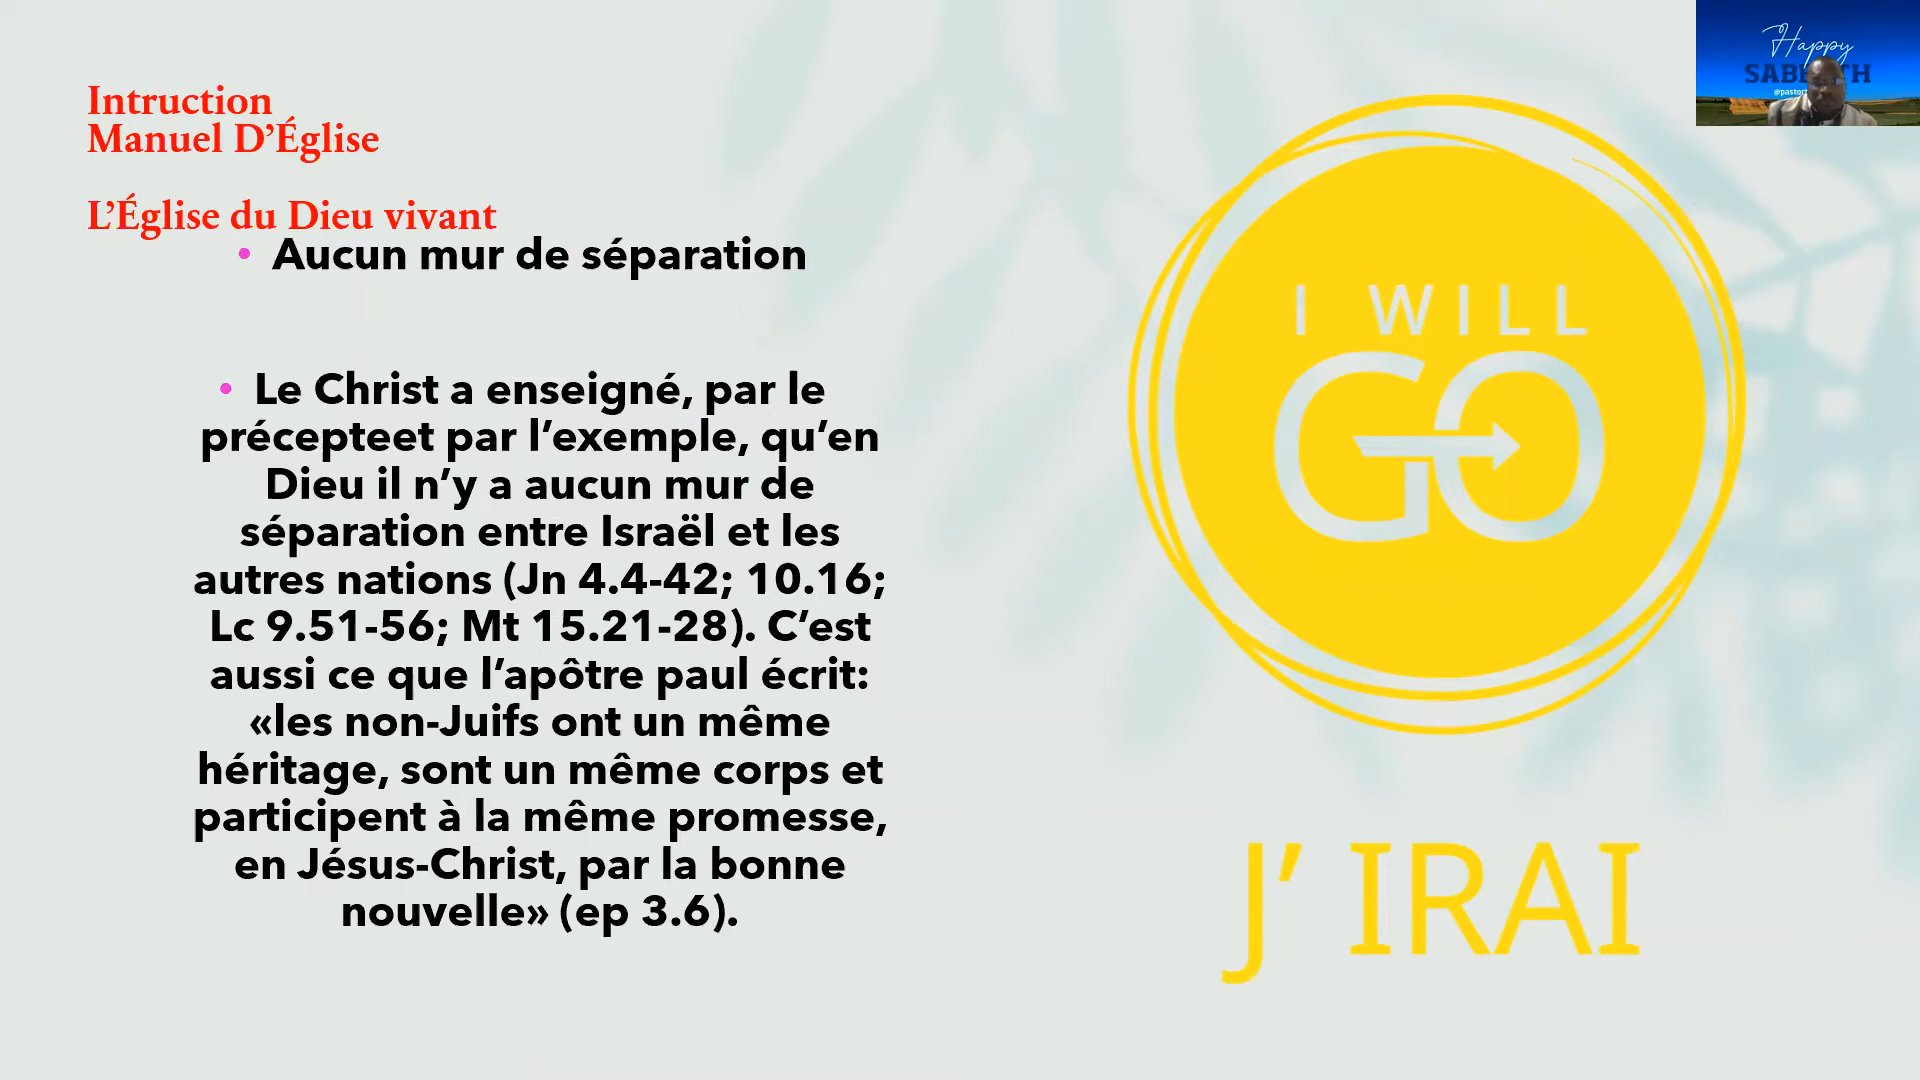 Intruction
Manuel D’Église
L’Église du Dieu vivant
• Aucun mur de séparation
• Le Christ a enseigné, par le
précepteet par l’exemple, qu’en
Dieu il n’y a aucun mur de
séparation entre Israël et les
autres nations (Jn 4.4-42; 10.16;
Lc 9.51-56; Mt 15.21-28). C’est
aussi ce que l’apôtre paul écrit:
«les non-Juifs ont un même
héritage, sont un même corps et
participent à la même promesse,
en Jésus-Christ, par la bonne
nouvelle» (ep 3.6).
I WILL
GO
J’ IRAI
Happy